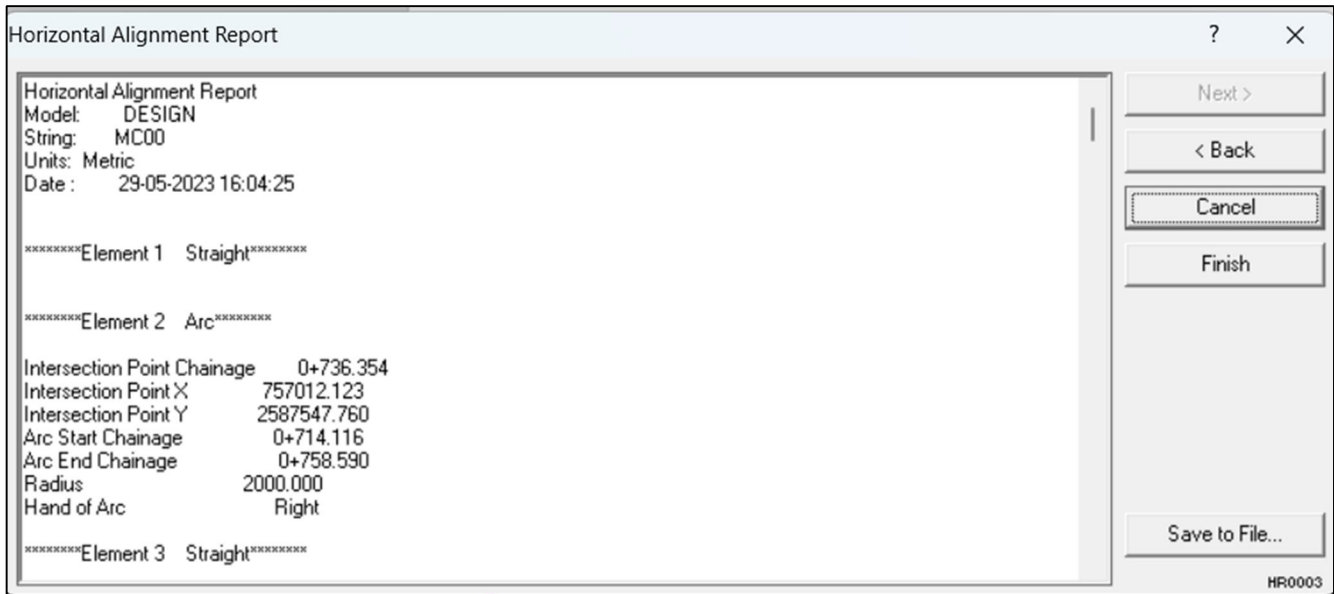 Horizontal Alignment Report
? ×
Horizontal Alignment Report
Model: DESIGN
String: MC00
Units: Metric
Date : 29-05-2023 16:04:25
********Element 1 Straight********
********Element 2 Arc********
Intersection Point Chainage 0+736.354
Intersection Point X 757012.123
Intersection Point Y 2587547.760
Arc Start Chainage 0+714.116
Arc End Chainage 0+758.590
Radius 2000.000
Hand of Arc Right
********Element 3 Straight********
Next >
< Back
Cancel
Finish
Save to File...
HR0003